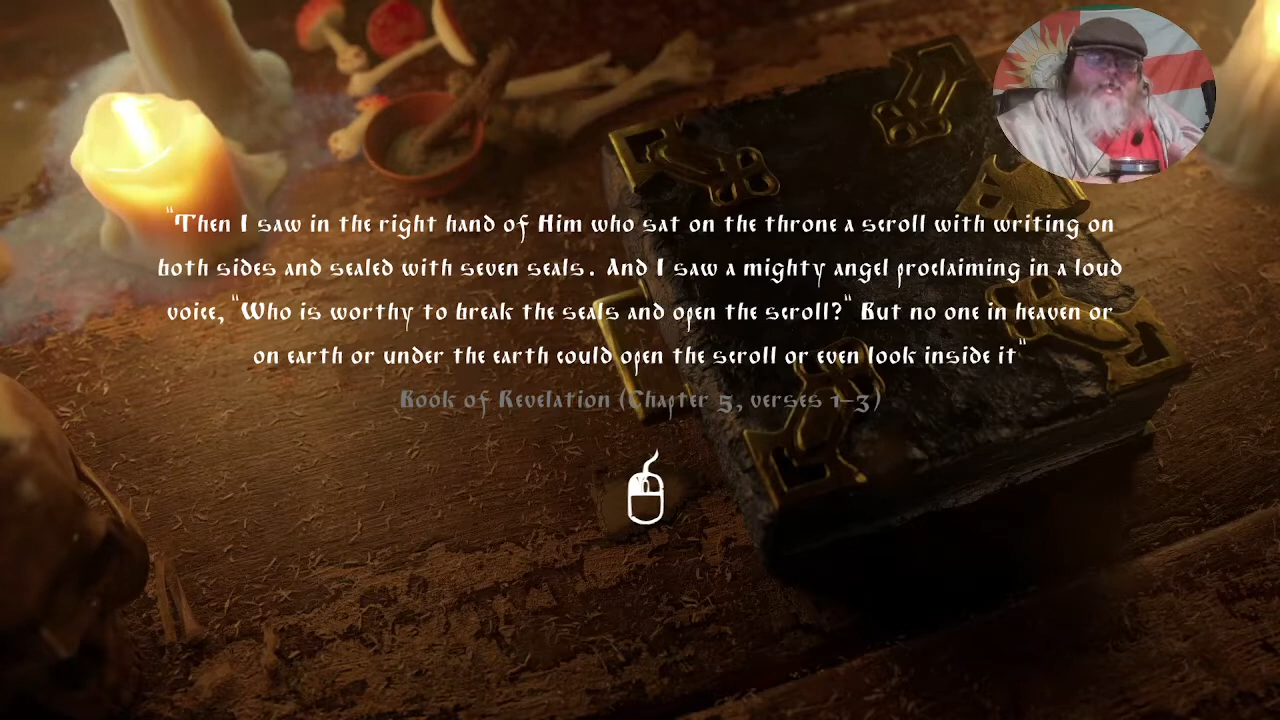 "Then I saw in the right hand of Him who sat on the throne a scroll with writing on
both sides and sealed with seven seals. And I saw a mighty angel proclaiming in a loud
voice, "Who is worthy to break the seals and open the scroll?" But no one in heaven or
on earth or under the earth could open the scroll or even look inside it"
Book of Revelation (Chapter 5, verses 1-3)